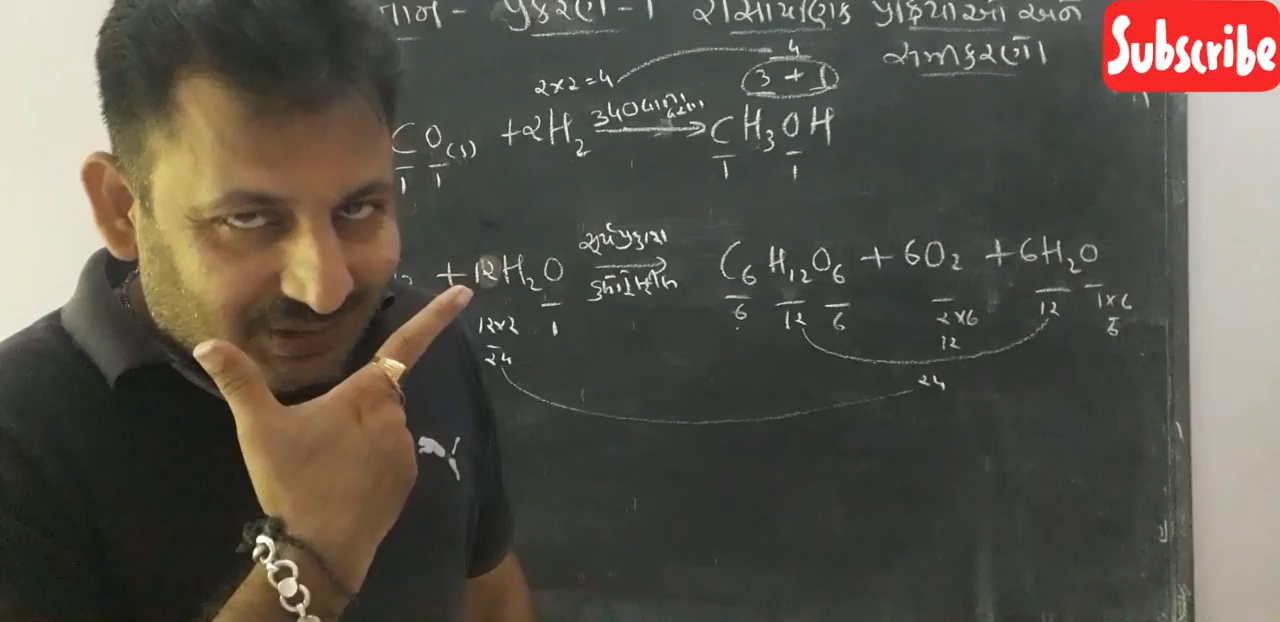 પ્રકરણ - 1 રાસાયણિક પ્રક્રિયાઓ અને
સમીકરણો
Subscribe
4
2×2=4 3 + 1
CO(g) + 2H2 340 → CH3OH
1 1 1 1
સૂર્યપ્રકાશ
+ 12H2O → C6H12O6 + 6O2 + 6H2O
ક્લોરોફીલ
12×2 1 6 12 6 2×6 12 1×6
24 12 6
24
PUMA